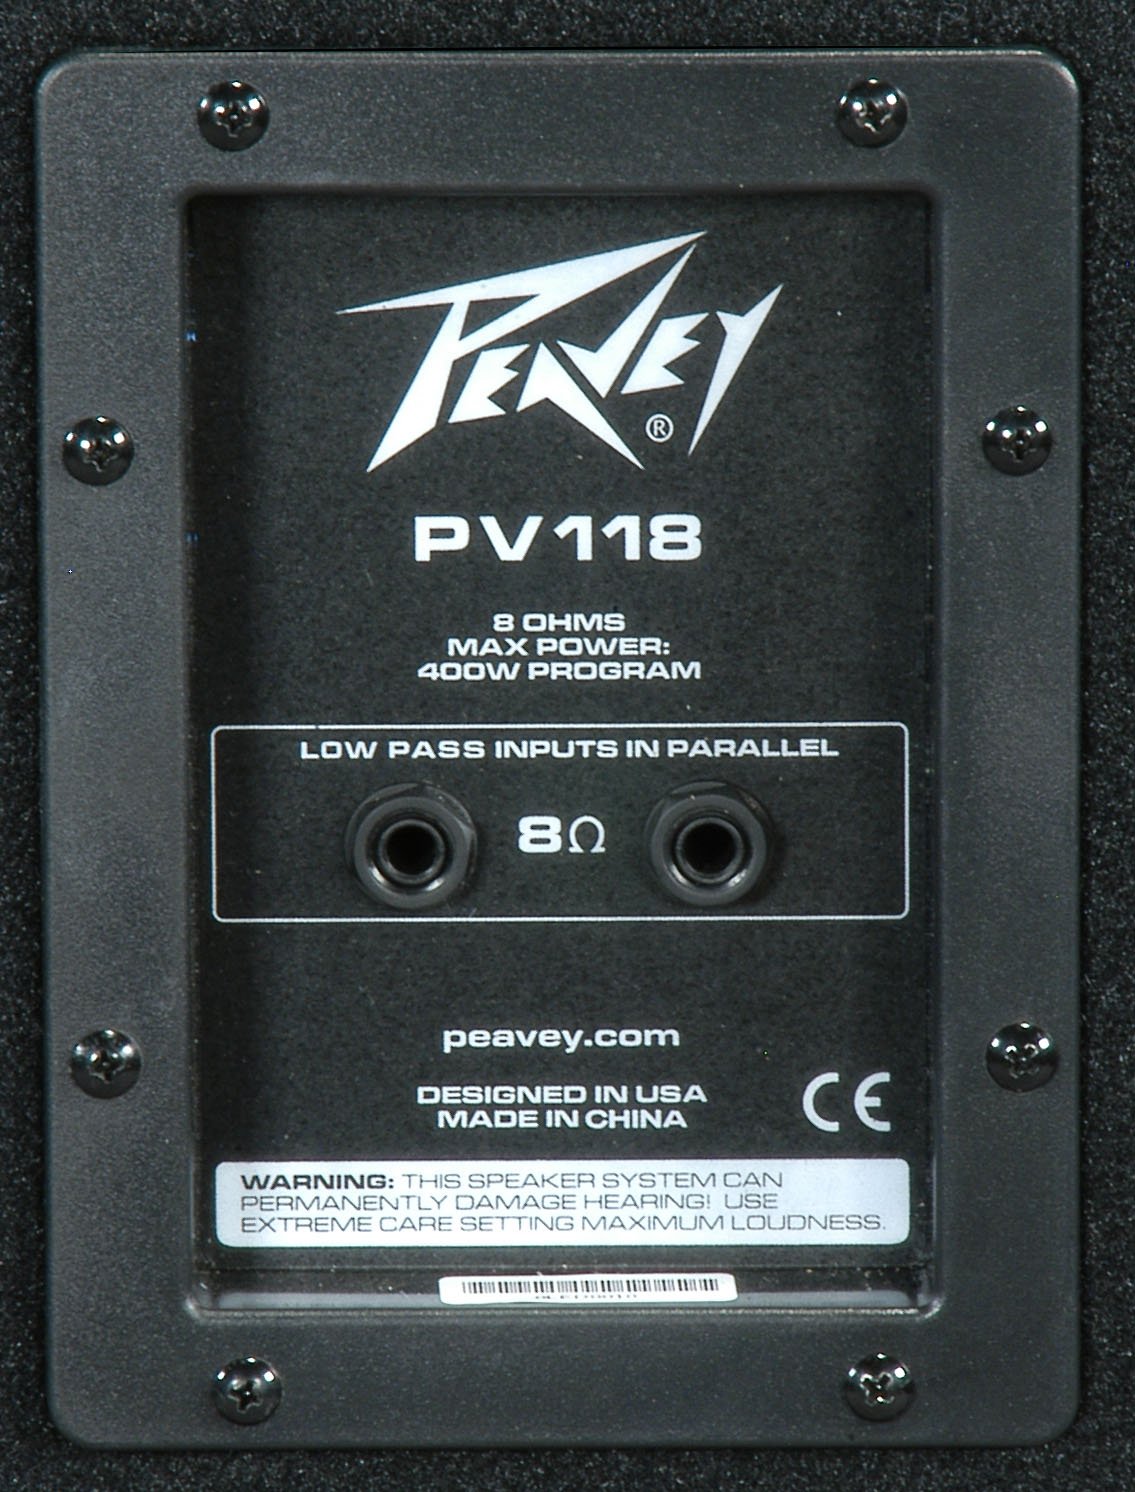 PEAVEY®
PV118
8 OHMS
MAX POWER:
400W PROGRAM
LOW PASS INPUTS IN PARALLEL
8Ω
peavey.com
DESIGNED IN USA
MADE IN CHINA
CE
WARNING: THIS SPEAKER SYSTEM CAN
PERMANENTLY DAMAGE HEARING! USE
EXTREME CARE SETTING MAXIMUM LOUDNESS.